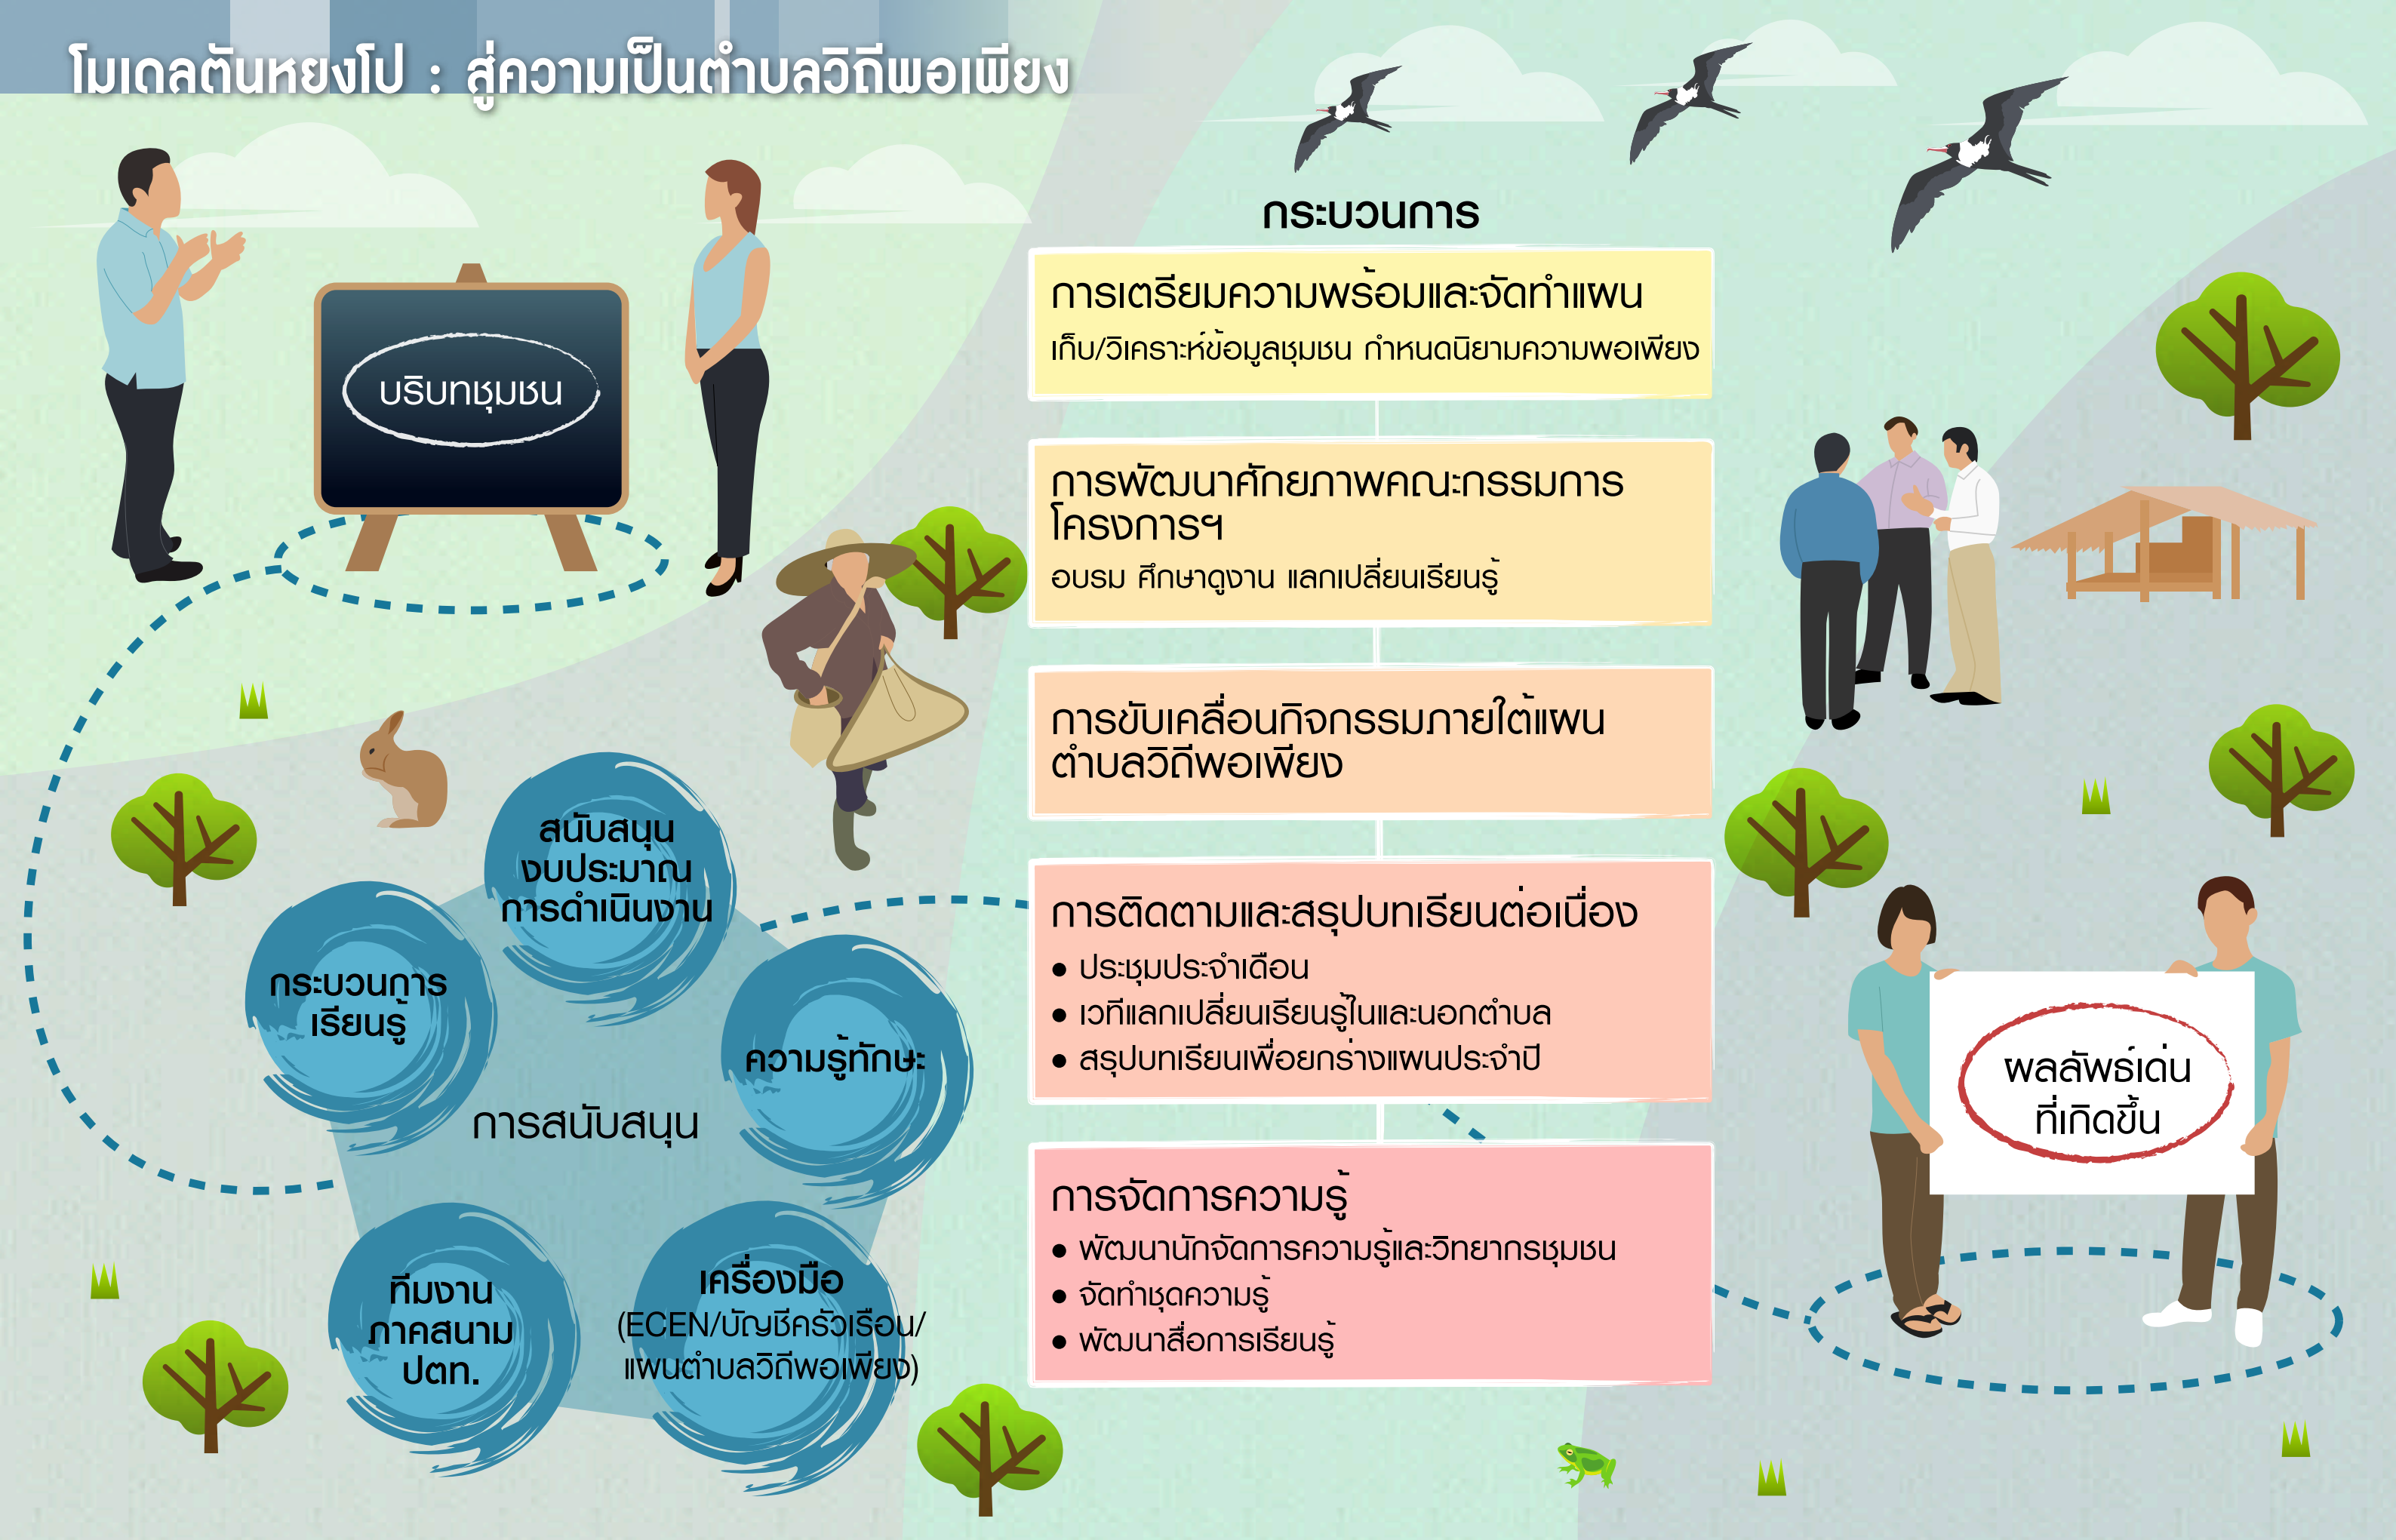 โมเดลตันหยงโป : สู่ความเป็นตำบลวิถีพอเพียง
บริบทชุมชน
สนับสนุน
งบประมาณ
การดำเนินงาน
กระบวนการ
เรียนรู้
ความรู้ทักษะ
การสนับสนุน
ทีมงาน
ภาคสนาม
ปตท.
เครื่องมือ
(ECEN/บัญชีครัวเรือน/
แผนตำบลวิถีพอเพียง)
กระบวนการ
การเตรียมความพร้อมและจัดทำแผน
เก็บ/วิเคราะห์ข้อมูลชุมชน กำหนดนิยามความพอเพียง
การพัฒนาศักยภาพคณะกรรมการ
โครงการฯ
อบรม ศึกษาดูงาน แลกเปลี่ยนเรียนรู้
การขับเคลื่อนกิจกรรมภายใต้แผน
ตำบลวิถีพอเพียง
การติดตามและสรุปบทเรียนต่อเนื่อง
• ประชุมประจำเดือน
• เวทีแลกเปลี่ยนเรียนรู้ในและนอกตำบล
• สรุปบทเรียนเพื่อยกร่างแผนประจำปี
การจัดการความรู้
• พัฒนานักจัดการความรู้และวิทยากรชุมชน
• จัดทำชุดความรู้
• พัฒนาสื่อการเรียนรู้
ผลลัพธ์เด่น
ที่เกิดขึ้น